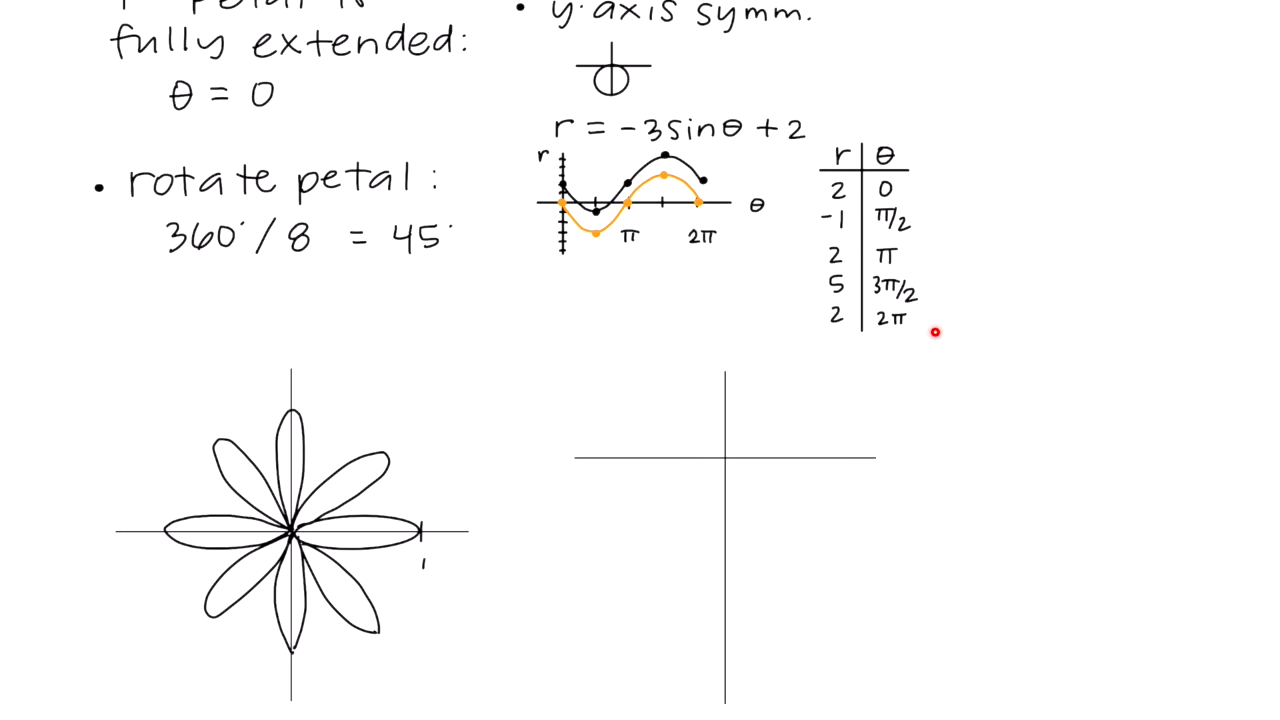 fully extended:
θ = 0
• rotate petal:
360° / 8 = 45°
1
• y-axis symm.
r = -3sinθ + 2
r
θ
π 2π
r θ
2 0
-1 π/2
2 π
5 3π/2
2 2π